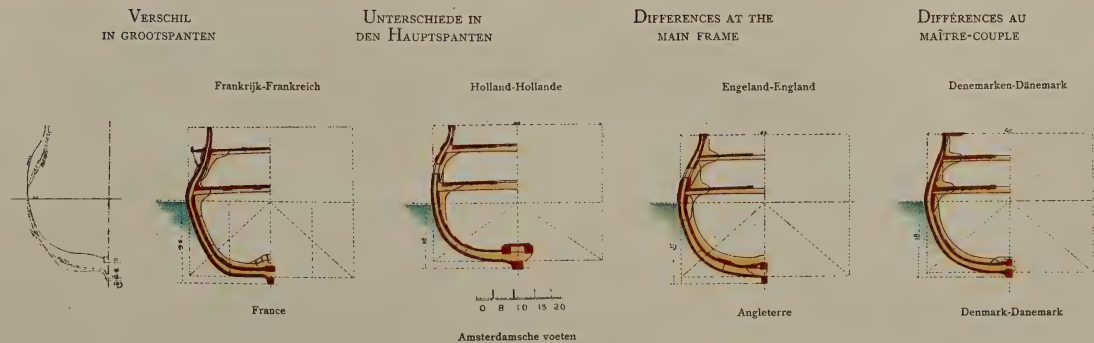 VERSCHIL
IN GROOTSPANTEN
UNTERSCHIEDE IN
DEN HAUPTSPANTEN
DIFFERENCES AT THE
MAIN FRAME
DIFFÉRENCES AU
MAÎTRE-COUPLE
Frankrijk-Frankreich
Holland-Hollande
Engeland-England
Denemarken-Dänemark
France
0 8 10 15 20
Angleterre
Denmark-Danemark
Amsterdamsche voeten